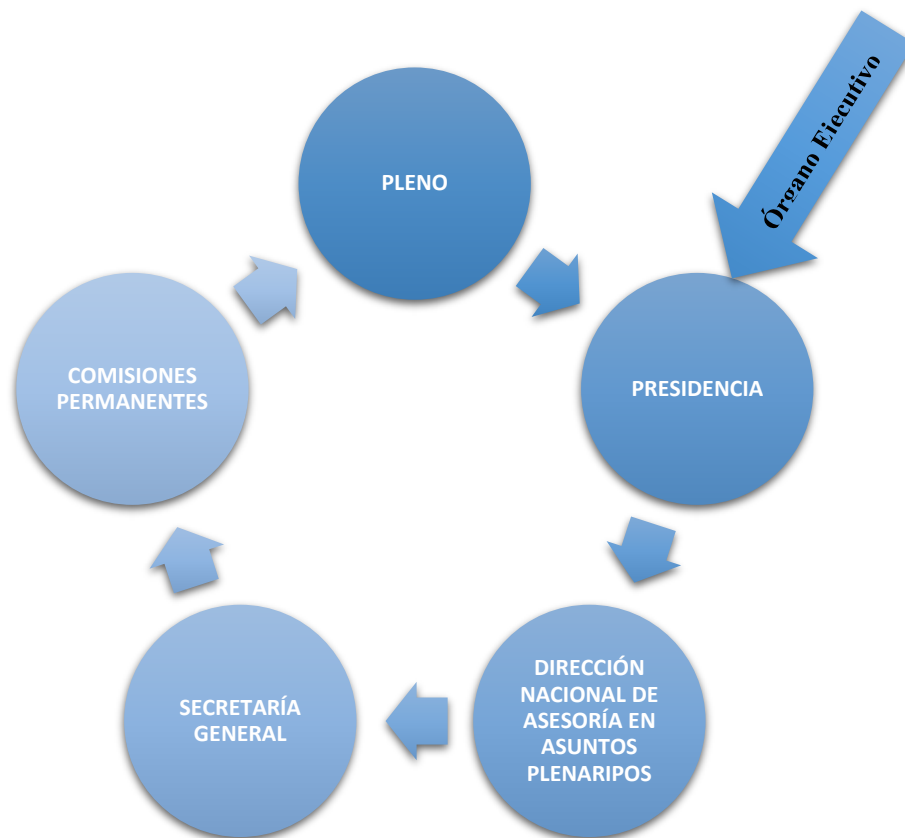 Órgano Ejecutivo
PLENO
PRESIDENCIA
DIRECCIÓN
NACIONAL DE
ASESORÍA EN
ASUNTOS
PLENARIPOS
SECRETARÍA
GENERAL
COMISIONES
PERMANENTES